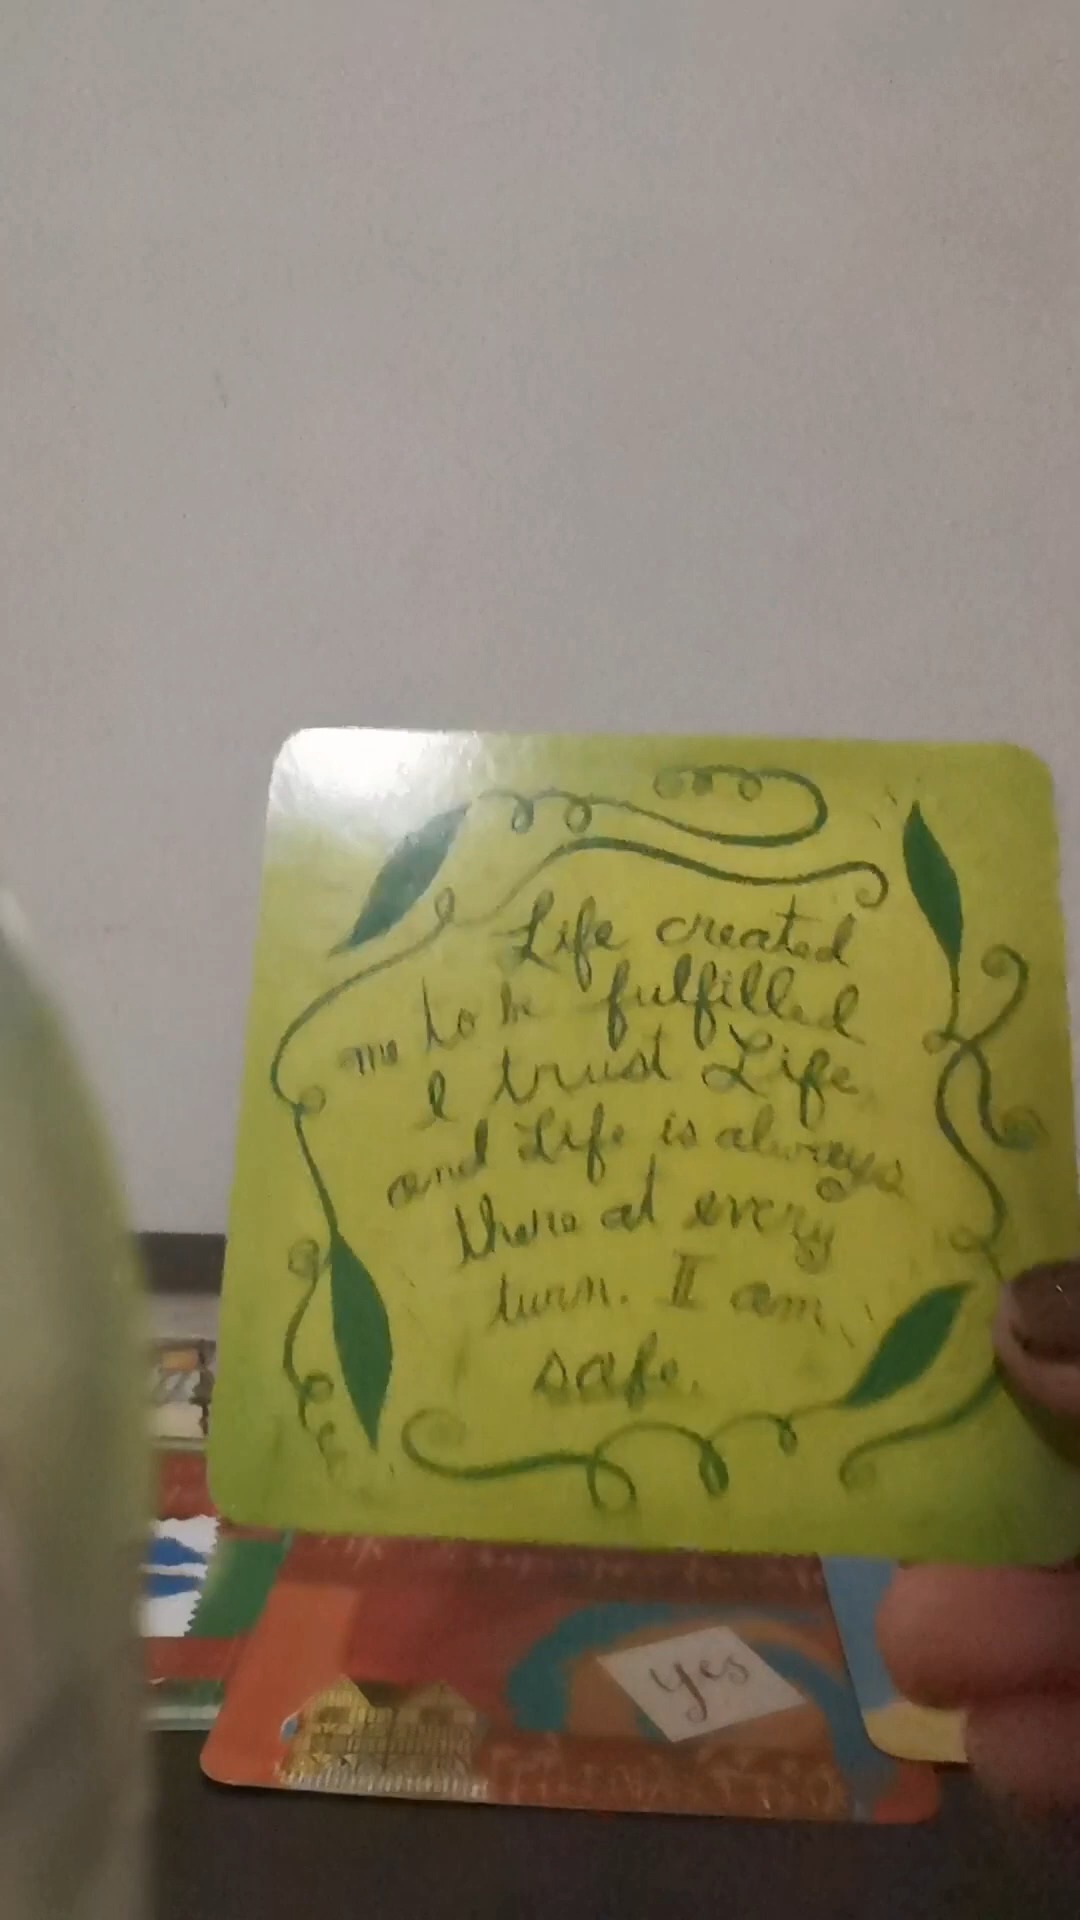 Life created
me to be fulfilled
I trust Life
and Life is always
there at every
turn. I am
safe.
yes